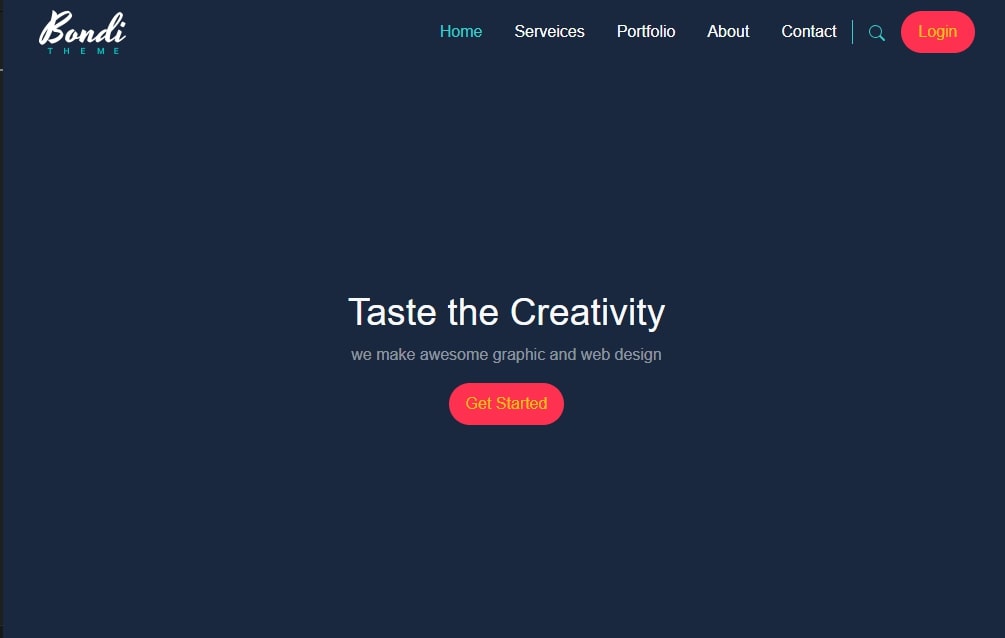 Bondi
THEME
Home Serveices Portfolio About Contact Login
Taste the Creativity
we make awesome graphic and web design
Get Started